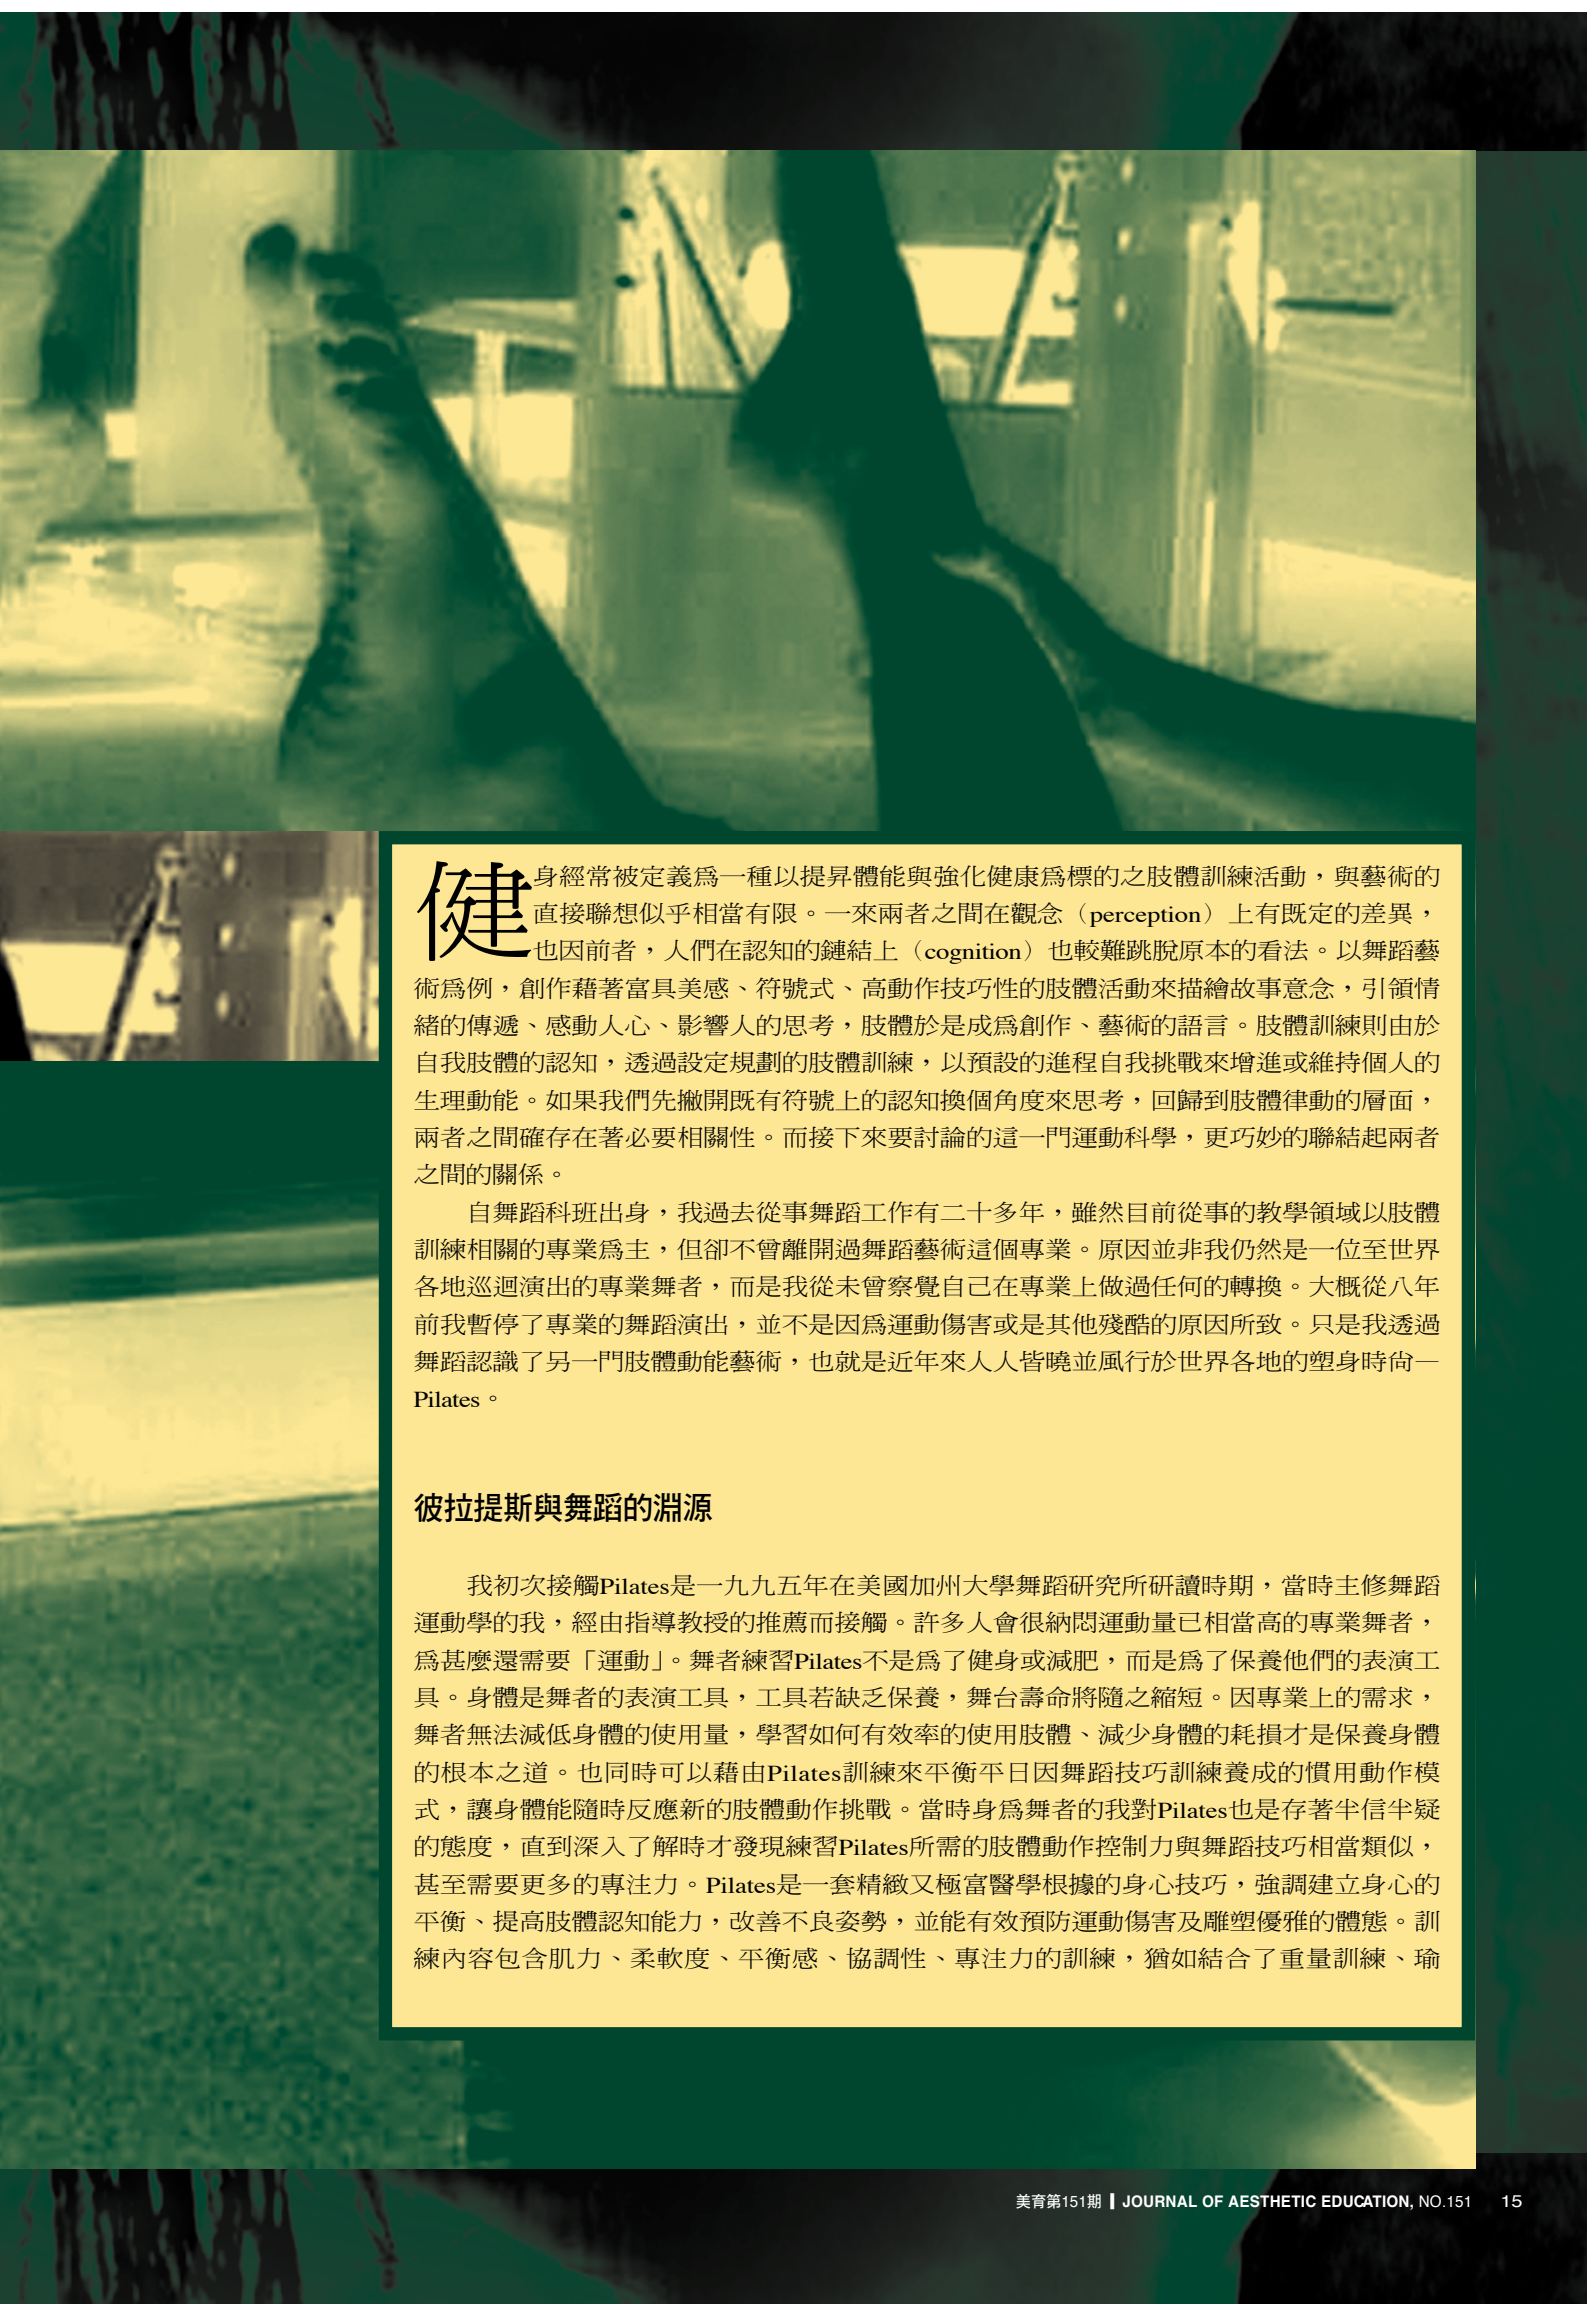 健身經常被定義爲一種以提昇體能與強化健康爲標的之肢體訓練活動，與藝術的
直接聯想似乎相當有限。一來兩者之間在觀念（perception）上有既定的差異，
也因前者，人們在認知的鏈結上（cognition）也較難跳脫原本的看法。以舞蹈藝
術爲例，創作藉著富具美感、符號式、高動作技巧性的肢體活動來描繪故事意念，引領情
緒的傳遞、感動人心、影響人的思考，肢體於是成爲創作、藝術的語言。肢體訓練則由於
自我肢體的認知，透過設定規劃的肢體訓練，以預設的進程自我挑戰來增進或維持個人的
生理動能。如果我們先撇開既有符號上的認知換個角度來思考，回歸到肢體律動的層面，
兩者之間確存在著必要相關性。而接下來要討論的這一門運動科學，更巧妙的聯結起兩者
之間的關係。
自舞蹈科班出身，我過去從事舞蹈工作有二十多年，雖然目前從事的教學領域以肢體
訓練相關的專業爲主，但卻不曾離開過舞蹈藝術這個專業。原因並非我仍然是一位至世界
各地巡迴演出的專業舞者，而是我從未曾察覺自己在專業上做過任何的轉換。大概從八年
前我暫停了專業的舞蹈演出，並不是因爲運動傷害或是其他殘酷的原因所致。只是我透過
舞蹈認識了另一門肢體動能藝術，也就是近年來人人皆曉並風行於世界各地的塑身時尚—
Pilates。
彼拉提斯與舞蹈的淵源
我初次接觸Pilates是一九九五年在美國加州大學舞蹈研究所研讀時期，當時主修舞蹈
運動學的我，經由指導教授的推薦而接觸。許多人會很納悶運動量已相當高的專業舞者，
爲甚麼還需要「運動」。舞者練習Pilates不是爲了健身或減肥，而是爲了保養他們的表演工
具。身體是舞者的表演工具，工具若缺乏保養，舞台壽命將隨之縮短。因專業上的需求，
舞者無法減低身體的使用量，學習如何有效率的使用肢體、減少身體的耗損才是保養身體
的根本之道。也同時可以藉由Pilates訓練來平衡平日因舞蹈技巧訓練養成的慣用動作模
式，讓身體能隨時反應新的肢體動作挑戰。當時身爲舞者的我對Pilates也是存著半信半疑
的態度，直到深入了解時才發現練習Pilates所需的肢體動作控制力與舞蹈技巧相當類似，
甚至需要更多的專注力。Pilates是一套精緻又極富醫學根據的身心技巧，強調建立身心的
平衡、提高肢體認知能力，改善不良姿勢，並能有效預防運動傷害及雕塑優雅的體態。訓
練內容包含肌力、柔軟度、平衡感、協調性、專注力的訓練，猶如結合了重量訓練、瑜
美育第151期 ┃ JOURNAL OF AESTHETIC EDUCATION, NO.151 15